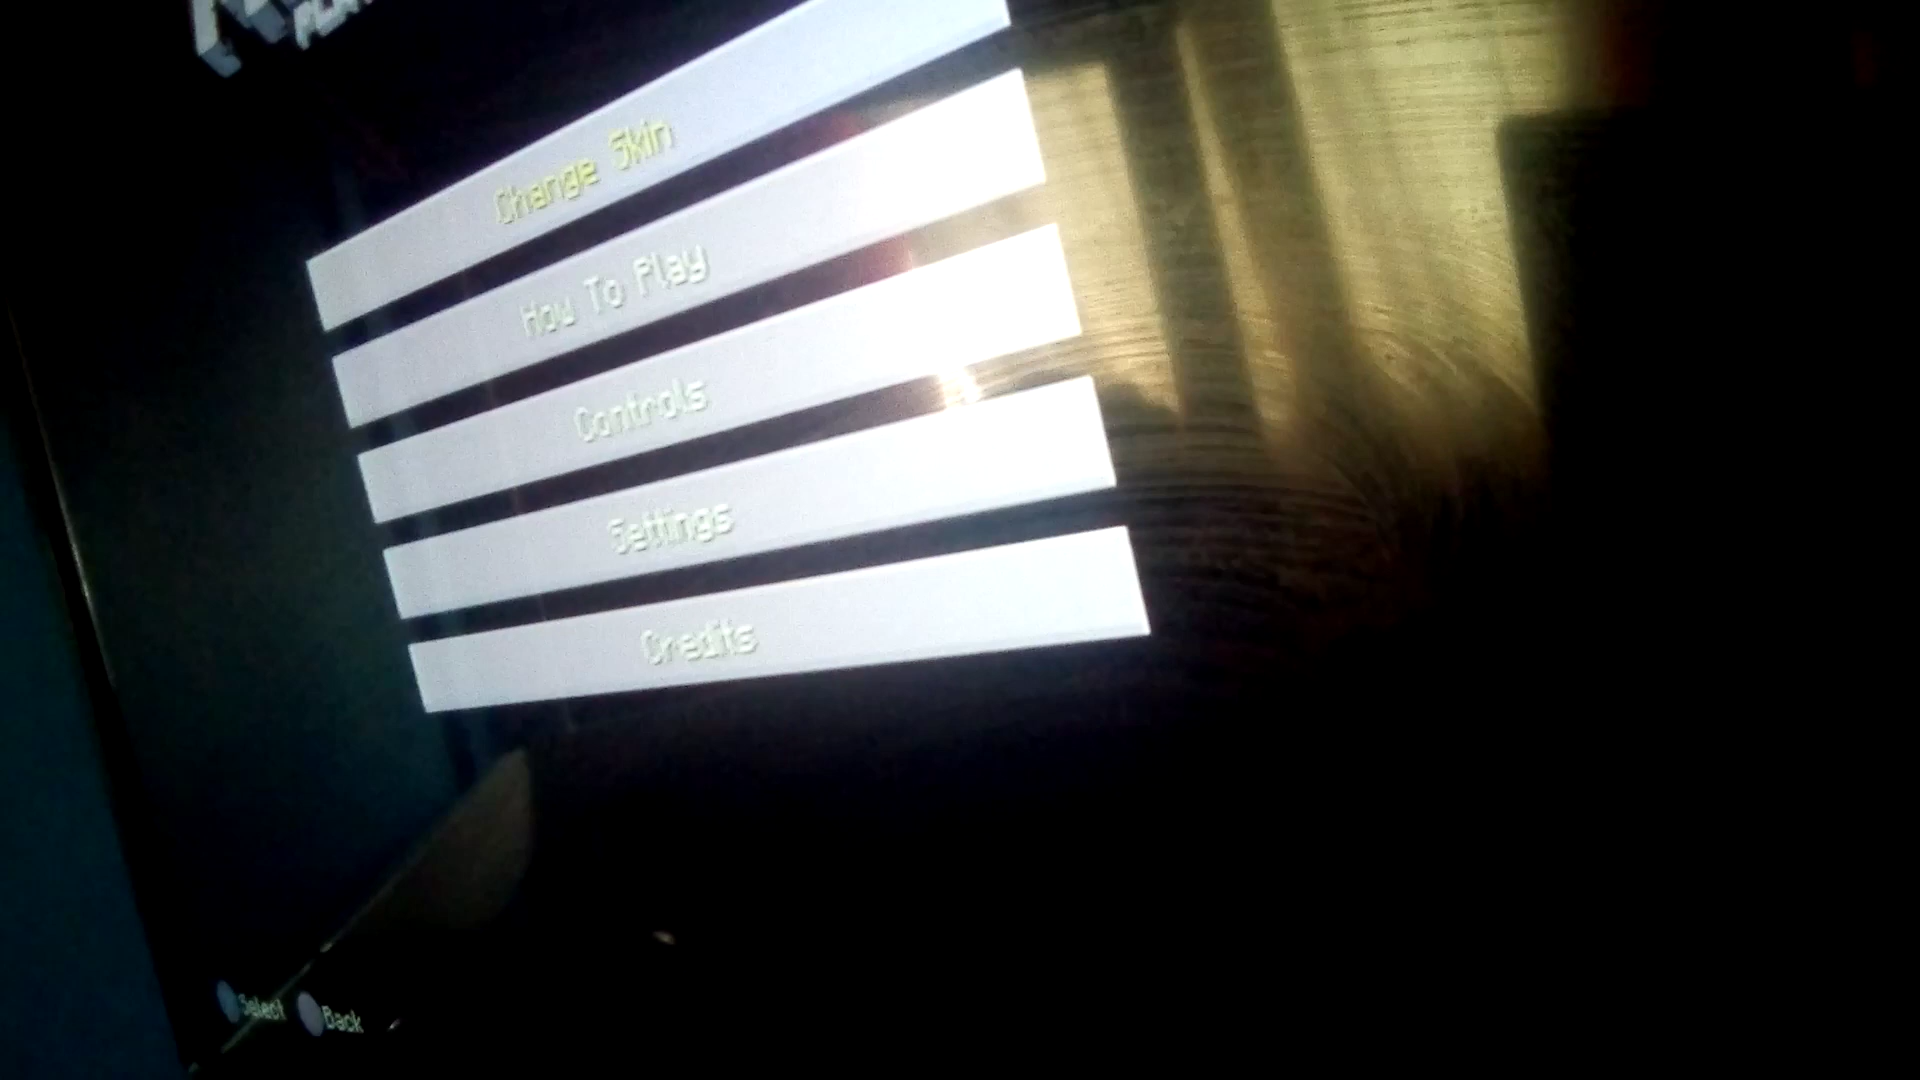 Change Skin
How To Play
Controls
Settings
Credits
Select Back